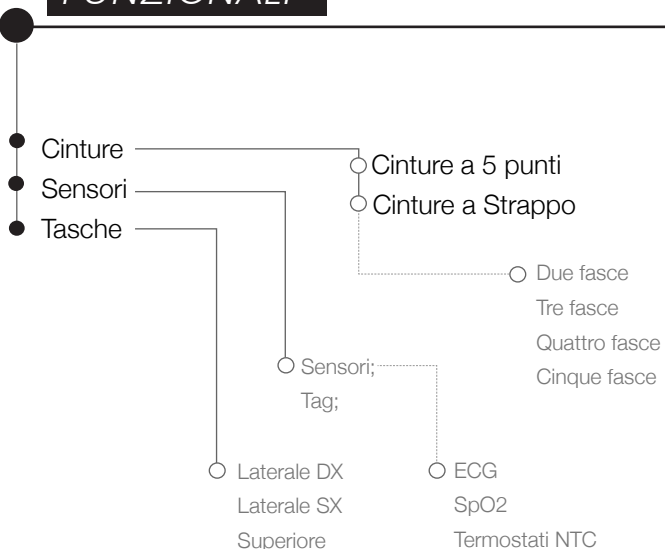 FUNZIONALI
Cinture
Sensori
Tasche
Cinture a 5 punti
Cinture a Strappo
Due fasce
Tre fasce
Quattro fasce
Cinque fasce
Sensori;
Tag;
Laterale DX
Laterale SX
Superiore
ECG
SpO2
Termostati NTC